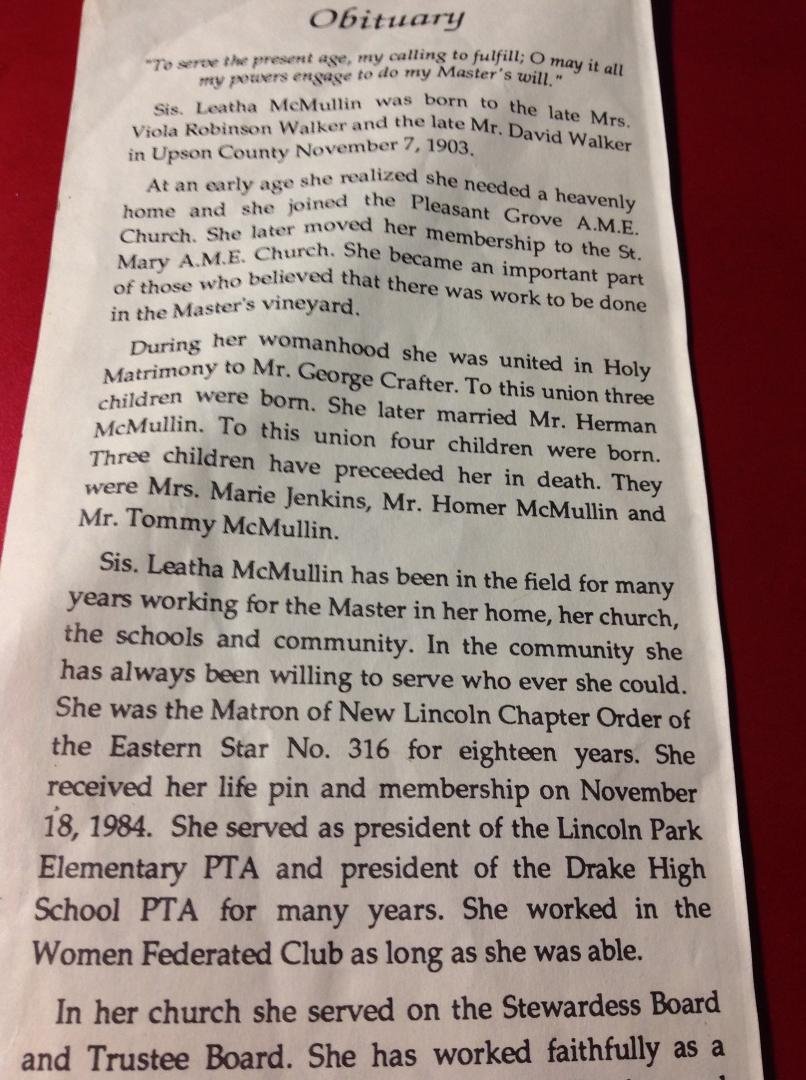 Obituary
"To serve the present age, my calling to fulfill; O may it all
my powers engage to do my Master's will."
Sis. Leatha McMullin was born to the late Mrs.
Viola Robinson Walker and the late Mr. David Walker
in Upson County November 7, 1903.
At an early age she realized she needed a heavenly
home and she joined the Pleasant Grove A.M.E.
Church. She later moved her membership to the St.
Mary A.M.E. Church. She became an important part
of those who believed that there was work to be done
in the Master's vineyard.
During her womanhood she was united in Holy
Matrimony to Mr. George Crafter. To this union three
children were born. She later married Mr. Herman
McMullin. To this union four children were born.
Three children have preceeded her in death. They
were Mrs. Marie Jenkins, Mr. Homer McMullin and
Mr. Tommy McMullin.
Sis. Leatha McMullin has been in the field for many
years working for the Master in her home, her church,
the schools and community. In the community she
has always been willing to serve who ever she could.
She was the Matron of New Lincoln Chapter Order of
the Eastern Star No. 316 for eighteen years. She
received her life pin and membership on November
18, 1984. She served as president of the Lincoln Park
Elementary PTA and president of the Drake High
School PTA for many years. She worked in the
Women Federated Club as long as she was able.
In her church she served on the Stewardess Board
and Trustee Board. She has worked faithfully as a